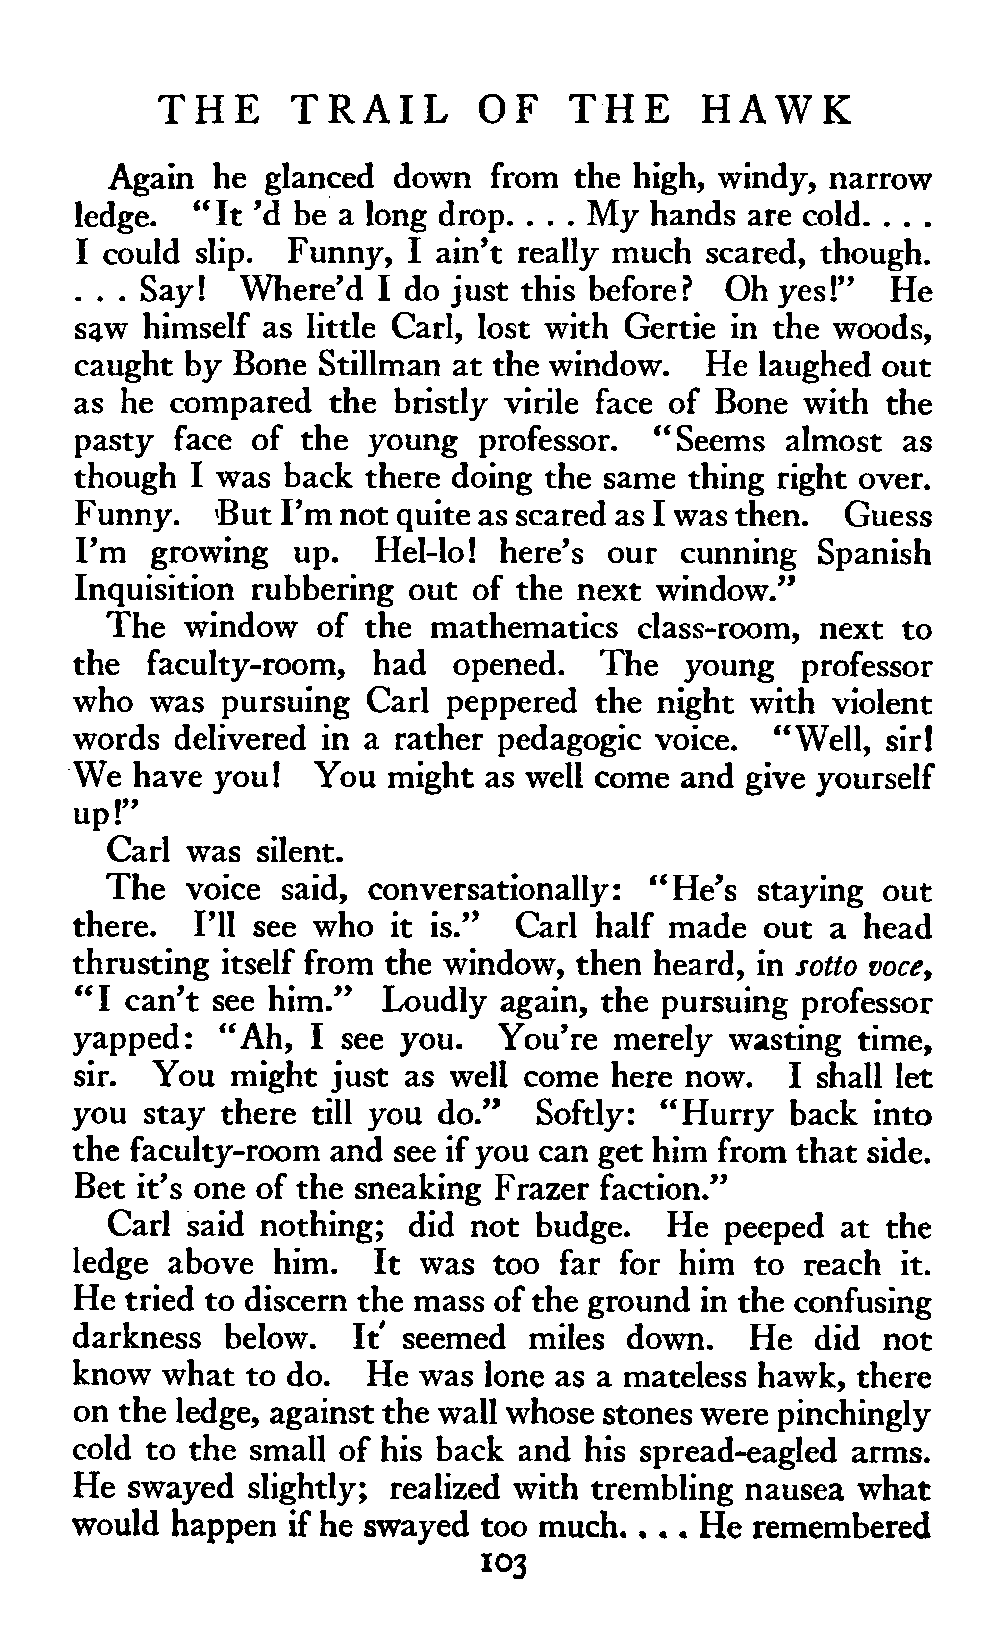 THE TRAIL OF THE HAWK
Again he glanced down from the high, windy, narrow
ledge. "It 'd be a long drop. . . . My hands are cold. . . .
I could slip. Funny, I ain't really much scared, though.
. . . Say! Where'd I do just this before? Oh yes!" He
saw himself as little Carl, lost with Gertie in the woods,
caught by Bone Stillman at the window. He laughed out
as he compared the bristly virile face of Bone with the
pasty face of the young professor. "Seems almost as
though I was back there doing the same thing right over.
Funny. But I'm not quite as scared as I was then. Guess
I'm growing up. Hel-lo! here's our cunning Spanish
Inquisition rubbering out of the next window."
The window of the mathematics class-room, next to
the faculty-room, had opened. The young professor
who was pursuing Carl peppered the night with violent
words delivered in a rather pedagogic voice. "Well, sir!
We have you! You might as well come and give yourself
up!"
Carl was silent.
The voice said, conversationally: "He's staying out
there. I'll see who it is." Carl half made out a head
thrusting itself from the window, then heard, in sotto voce,
"I can't see him." Loudly again, the pursuing professor
yapped: "Ah, I see you. You're merely wasting time,
sir. You might just as well come here now. I shall let
you stay there till you do." Softly: "Hurry back into
the faculty-room and see if you can get him from that side.
Bet it's one of the sneaking Frazer faction."
Carl said nothing; did not budge. He peeped at the
ledge above him. It was too far for him to reach it.
He tried to discern the mass of the ground in the confusing
darkness below. It seemed miles down. He did not
know what to do. He was lone as a mateless hawk, there
on the ledge, against the wall whose stones were pinchingly
cold to the small of his back and his spread-eagled arms.
He swayed slightly; realized with trembling nausea what
would happen if he swayed too much. . . . He remembered
103